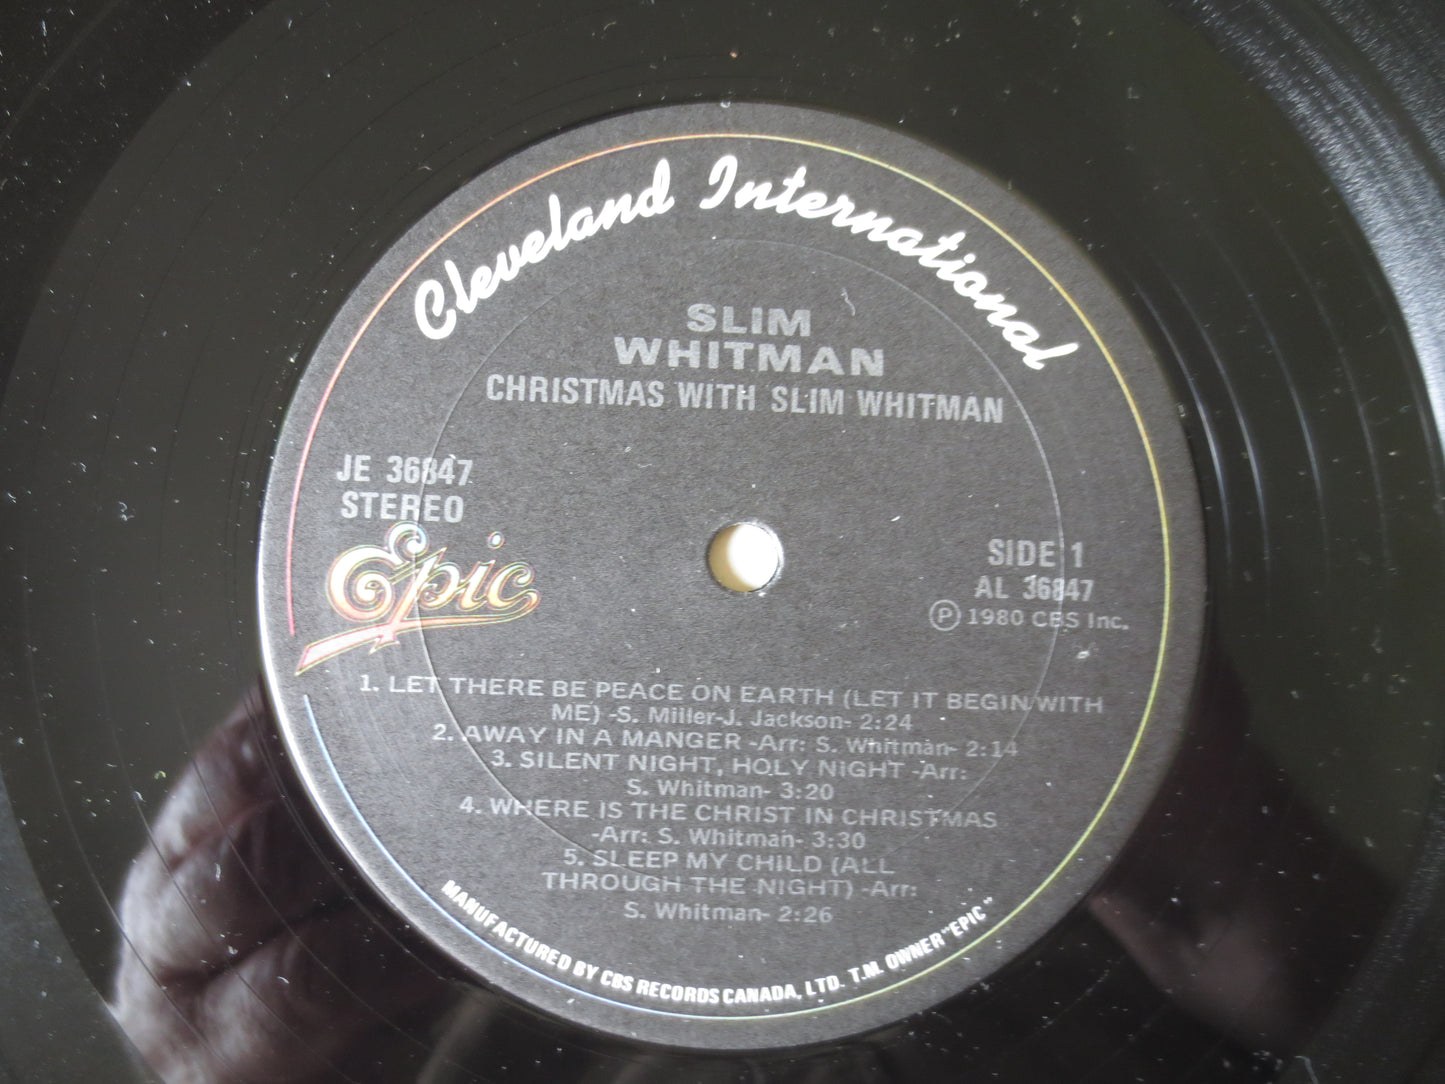 Cleveland International
SLIM
WHITMAN
CHRISTMAS WITH SLIM WHITMAN
JE 36847
STEREO
Epic
SIDE 1
AL 36847
Ⓟ 1980 CBS Inc.
1. LET THERE BE PEACE ON EARTH (LET IT BEGIN WITH
ME) -S. Miller-J. Jackson- 2:24
2. AWAY IN A MANGER -Arr: S. Whitman- 2:14
3. SILENT NIGHT, HOLY NIGHT -Arr:
S. Whitman- 3:20
4. WHERE IS THE CHRIST IN CHRISTMAS
-Arr: S. Whitman- 3:30
5. SLEEP MY CHILD (ALL
THROUGH THE NIGHT) -Arr:
S. Whitman- 2:26
MANUFACTURED BY CBS RECORDS CANADA, LTD. T.M. OWNER "EPIC"